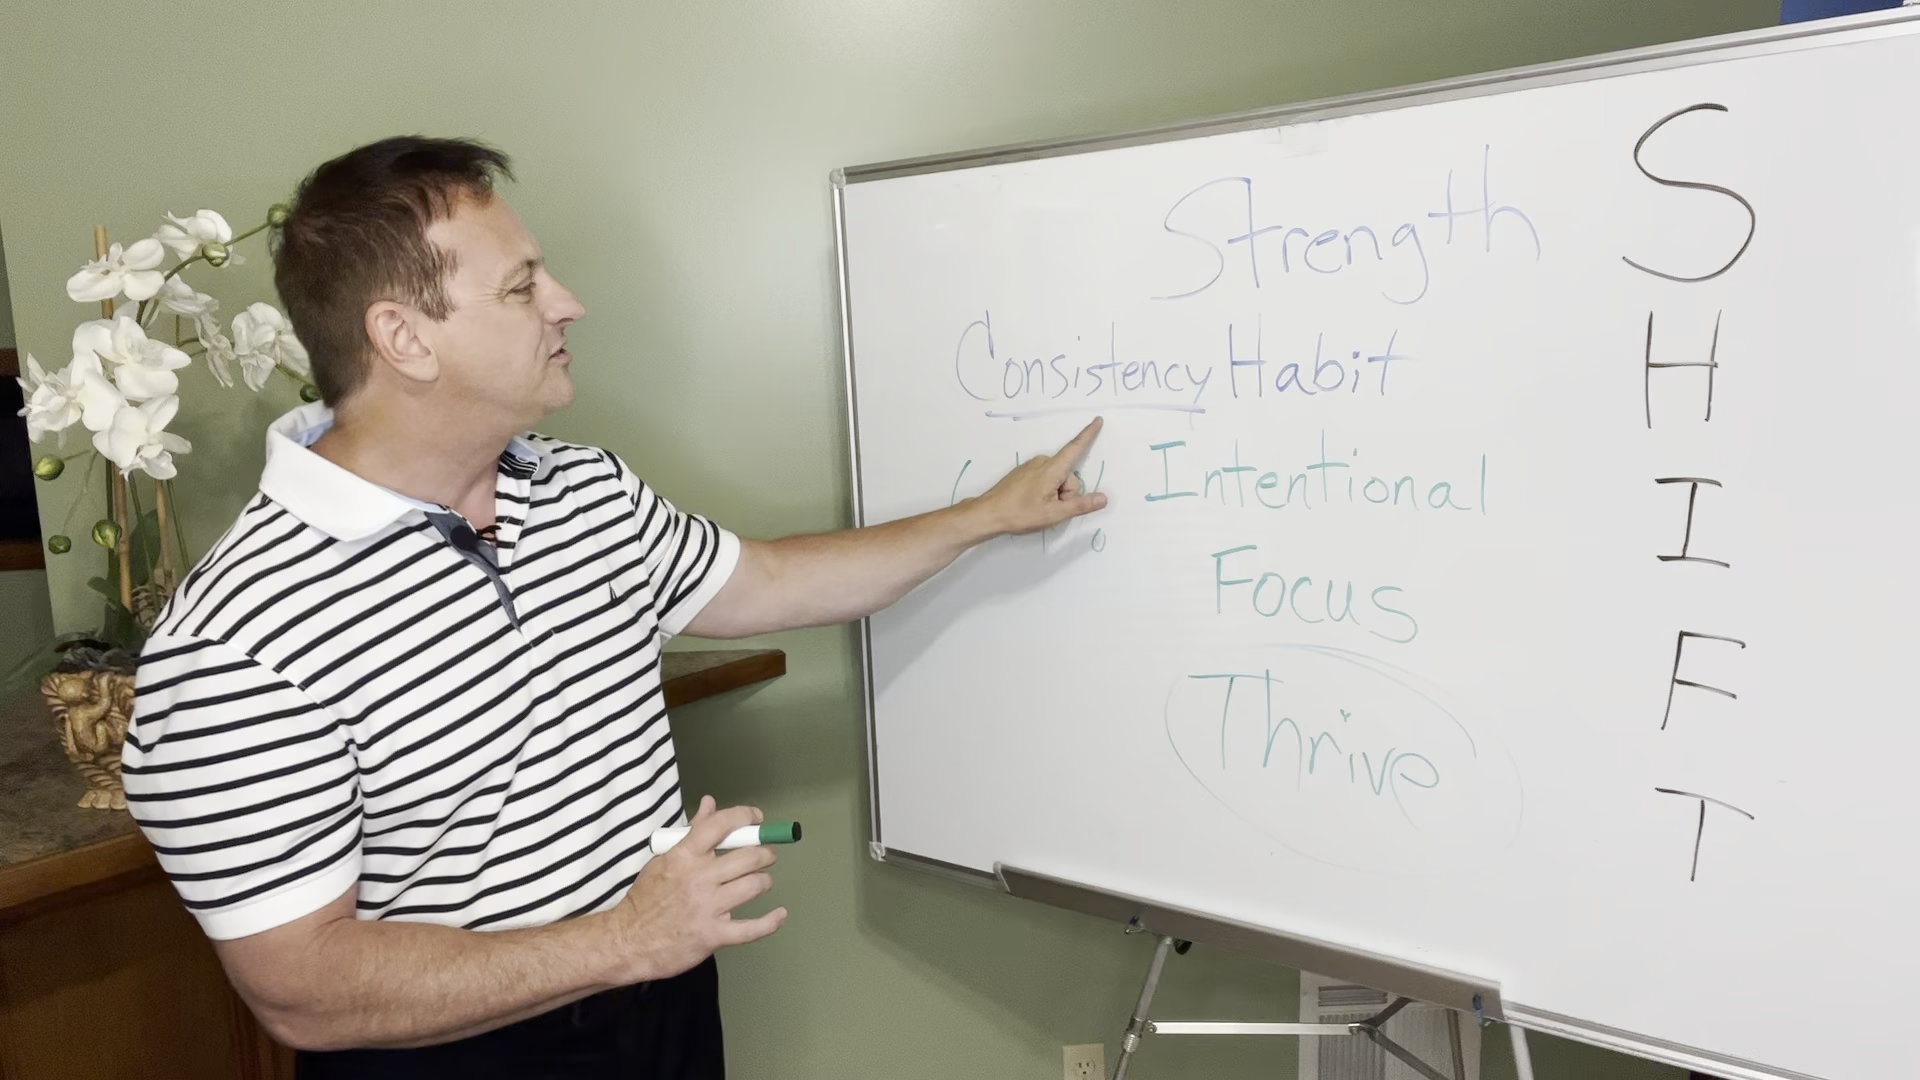 Strength S
Consistency Habit H
Intentional I
Focus F
Thrive T